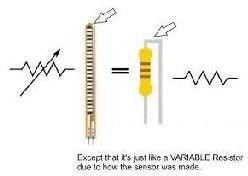 =
Except that it's just like a VARIABLE Resistor
due to how the sensor was made.